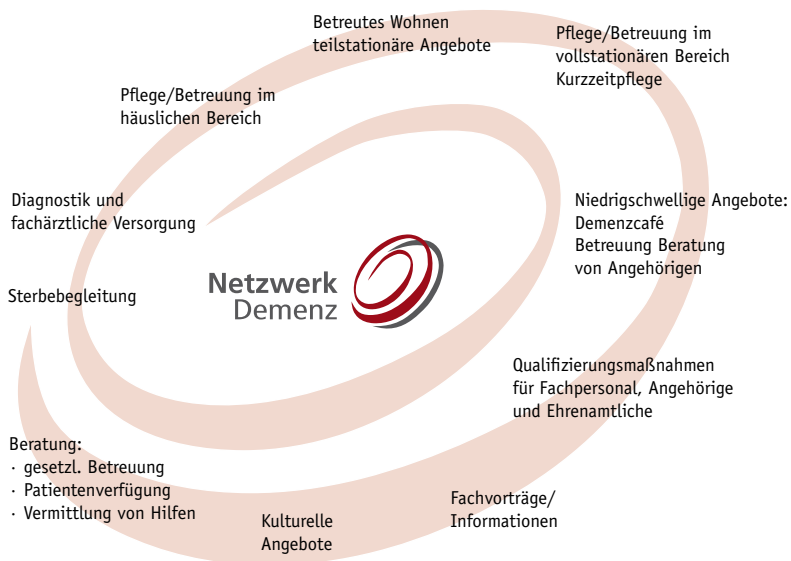 Betreutes Wohnen
teilstationäre Angebote
Pflege/Betreuung im
vollstationären Bereich
Kurzzeitpflege
Pflege/Betreuung im
häuslichen Bereich
Diagnostik und
fachärztliche Versorgung
Niedrigschwellige Angebote:
Demenzcafé
Betreuung Beratung
von Angehörigen
Netzwerk
Demenz
Sterbebegleitung
Qualifizierungsmaßnahmen
für Fachpersonal, Angehörige
und Ehrenamtliche
Beratung:
· gesetzl. Betreuung
· Patientenverfügung
· Vermittlung von Hilfen
Kulturelle
Angebote
Fachvorträge/
Informationen